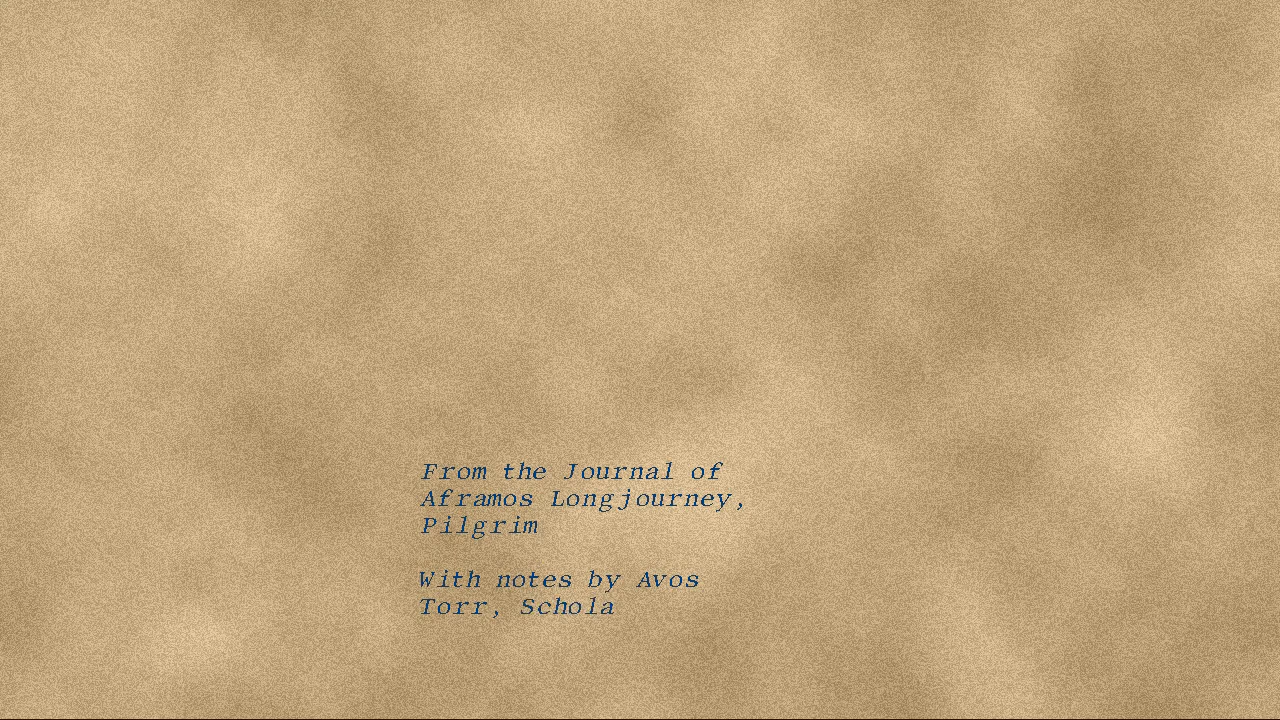 From the Journal of
Aframos Longjourney,
Pilgrim
With notes by Avos
Torr, Schola